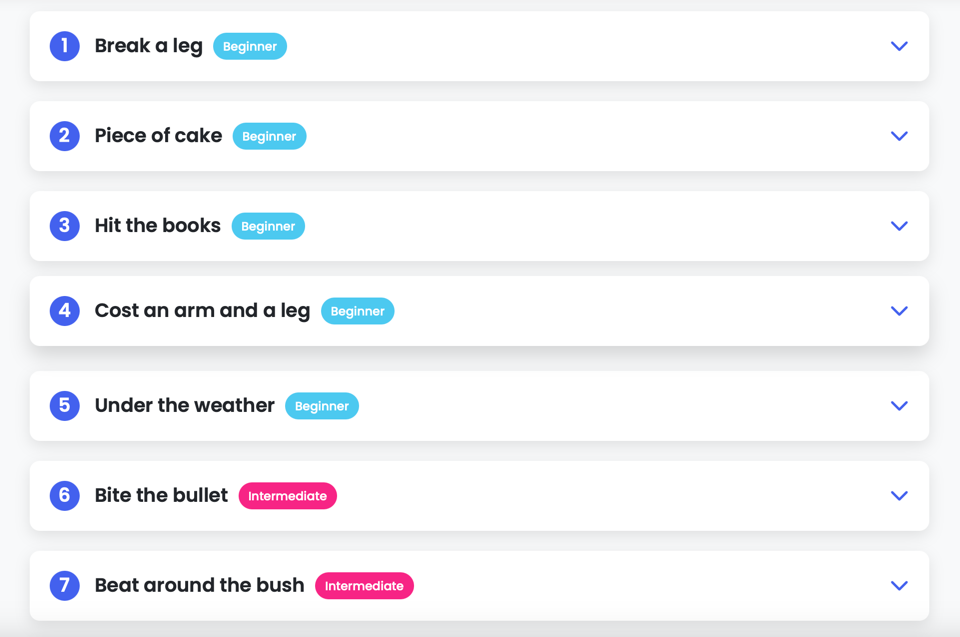 1 Break a leg Beginner
2 Piece of cake Beginner
3 Hit the books Beginner
4 Cost an arm and a leg Beginner
5 Under the weather Beginner
6 Bite the bullet Intermediate
7 Beat around the bush Intermediate